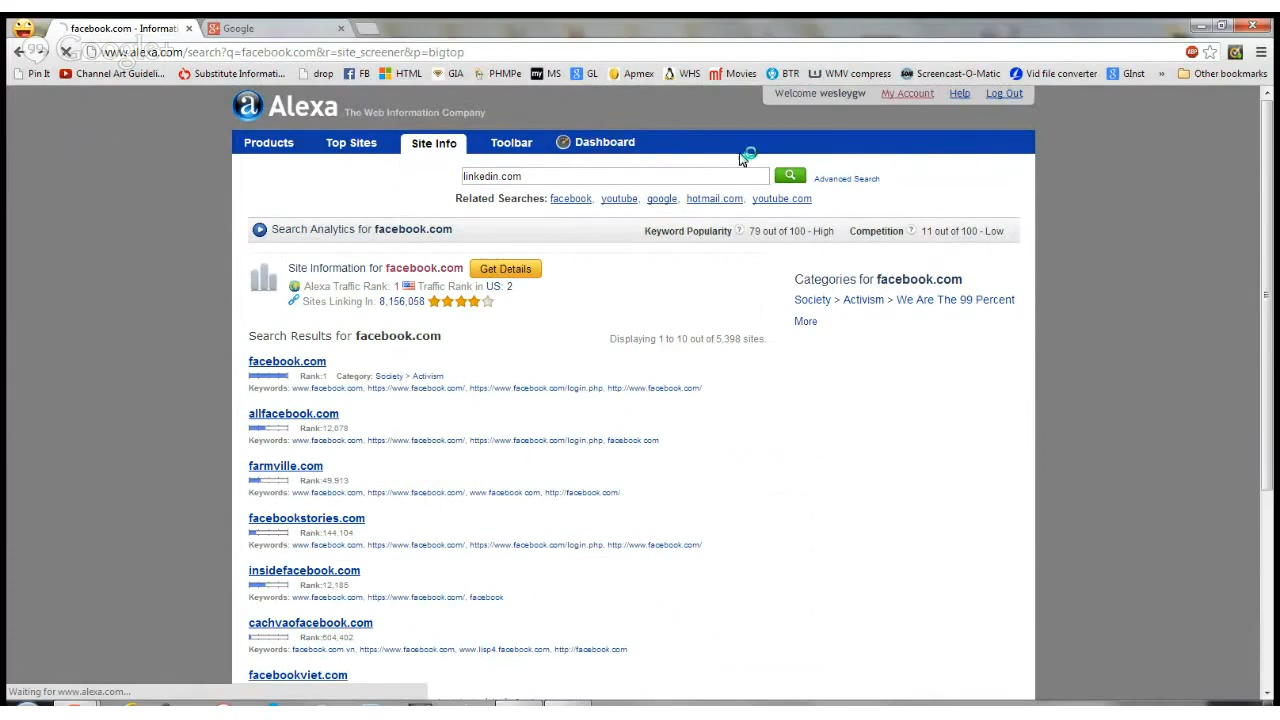 facebook.com - Informati
Google
www.alexa.com/search?q=facebook.com&r=site_screener&p=bigtop
Pin It
Channel Art Guideli...
Substitute Informati...
drop
FB
HTML
GIA
PHMPe
MS
GL
Apmex
WHS
Movies
BTR
WMV compress
Screencast-O-Matic
Vid file converter
GInst
»
Other bookmarks
Alexa The Web Information Company
Welcome wesleygw
My Account
Help
Log Out
Products
Top Sites
Site Info
Toolbar
Dashboard
linkedin.com
Advanced Search
Related Searches: facebook, youtube, google, hotmail.com, youtube.com
Search Analytics for facebook.com
Keyword Popularity ? 79 out of 100 - High
Competition ? 11 out of 100 - Low
Site Information for facebook.com
Get Details
Alexa Traffic Rank: 1
Traffic Rank in US: 2
Sites Linking In: 8,156,058
Categories for facebook.com
Society > Activism > We Are The 99 Percent
More
Search Results for facebook.com
Displaying 1 to 10 out of 5,398 sites.
facebook.com
Rank:1 Category: Society > Activism
Keywords: www.facebook.com, https://www.facebook.com/, https://www.facebook.com/login.php, http://www.facebook.com/
allfacebook.com
Rank:12,078
Keywords: www.facebook.com, https://www.facebook.com/, https://www.facebook.com/login.php, facebook com
farmville.com
Rank:49,913
Keywords: www.facebook.com, https://www.facebook.com/, www.facebook com, http://facebook.com/
facebookstories.com
Rank:144,104
Keywords: www.facebook.com, https://www.facebook.com/, https://www.facebook.com/login.php, http://www.facebook.com/
insidefacebook.com
Rank:12,185
Keywords: www.facebook.com, https://www.facebook.com/, facebook
cachvaofacebook.com
Rank:604,402
Keywords: facebook.com.vn, https://www.facebook.com, www.lisp4.facebook.com, http://facebook.com
facebookviet.com
Waiting for www.alexa.com...